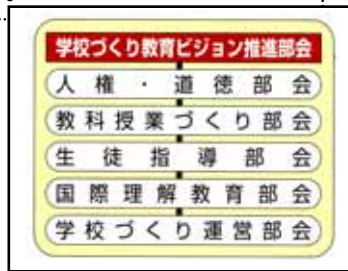 学校づくり教育ビジョン推進部会
人権・道徳部会
教科授業づくり部会
生徒指導部会
国際理解教育部会
学校づくり運営部会